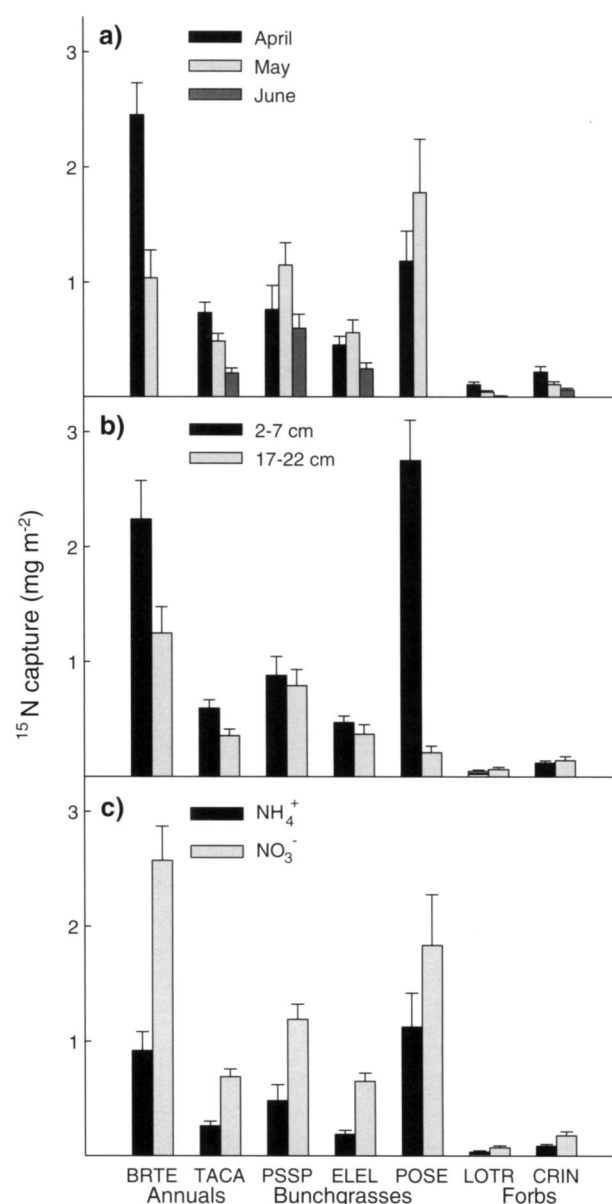 a)
April
May
June
3
2
1
b)
2-7 cm
17-22 cm
3
2
1
¹⁵N capture (mg m⁻²)
c)
NH₄⁺
NO₃⁻
3
2
1
BRTE TACA PSSP ELEL POSE LOTR CRIN
Annuals Bunchgrasses Forbs